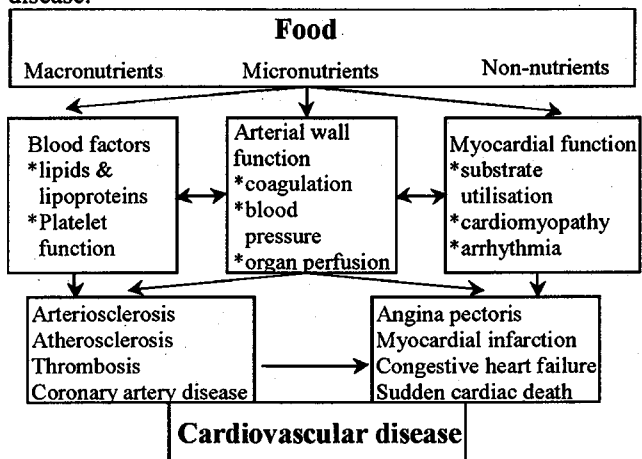 disease.
Food
Macronutrients Micronutrients Non-nutrients
Blood factors
*lipids &
lipoproteins
*Platelet
function
Arterial wall
function
*coagulation
*blood
pressure
*organ perfusion
Myocardial function
*substrate
utilisation
*cardiomyopathy
*arrhythmia
Arteriosclerosis
Atherosclerosis
Thrombosis
Coronary artery disease
Angina pectoris
Myocardial infarction
Congestive heart failure
Sudden cardiac death
Cardiovascular disease